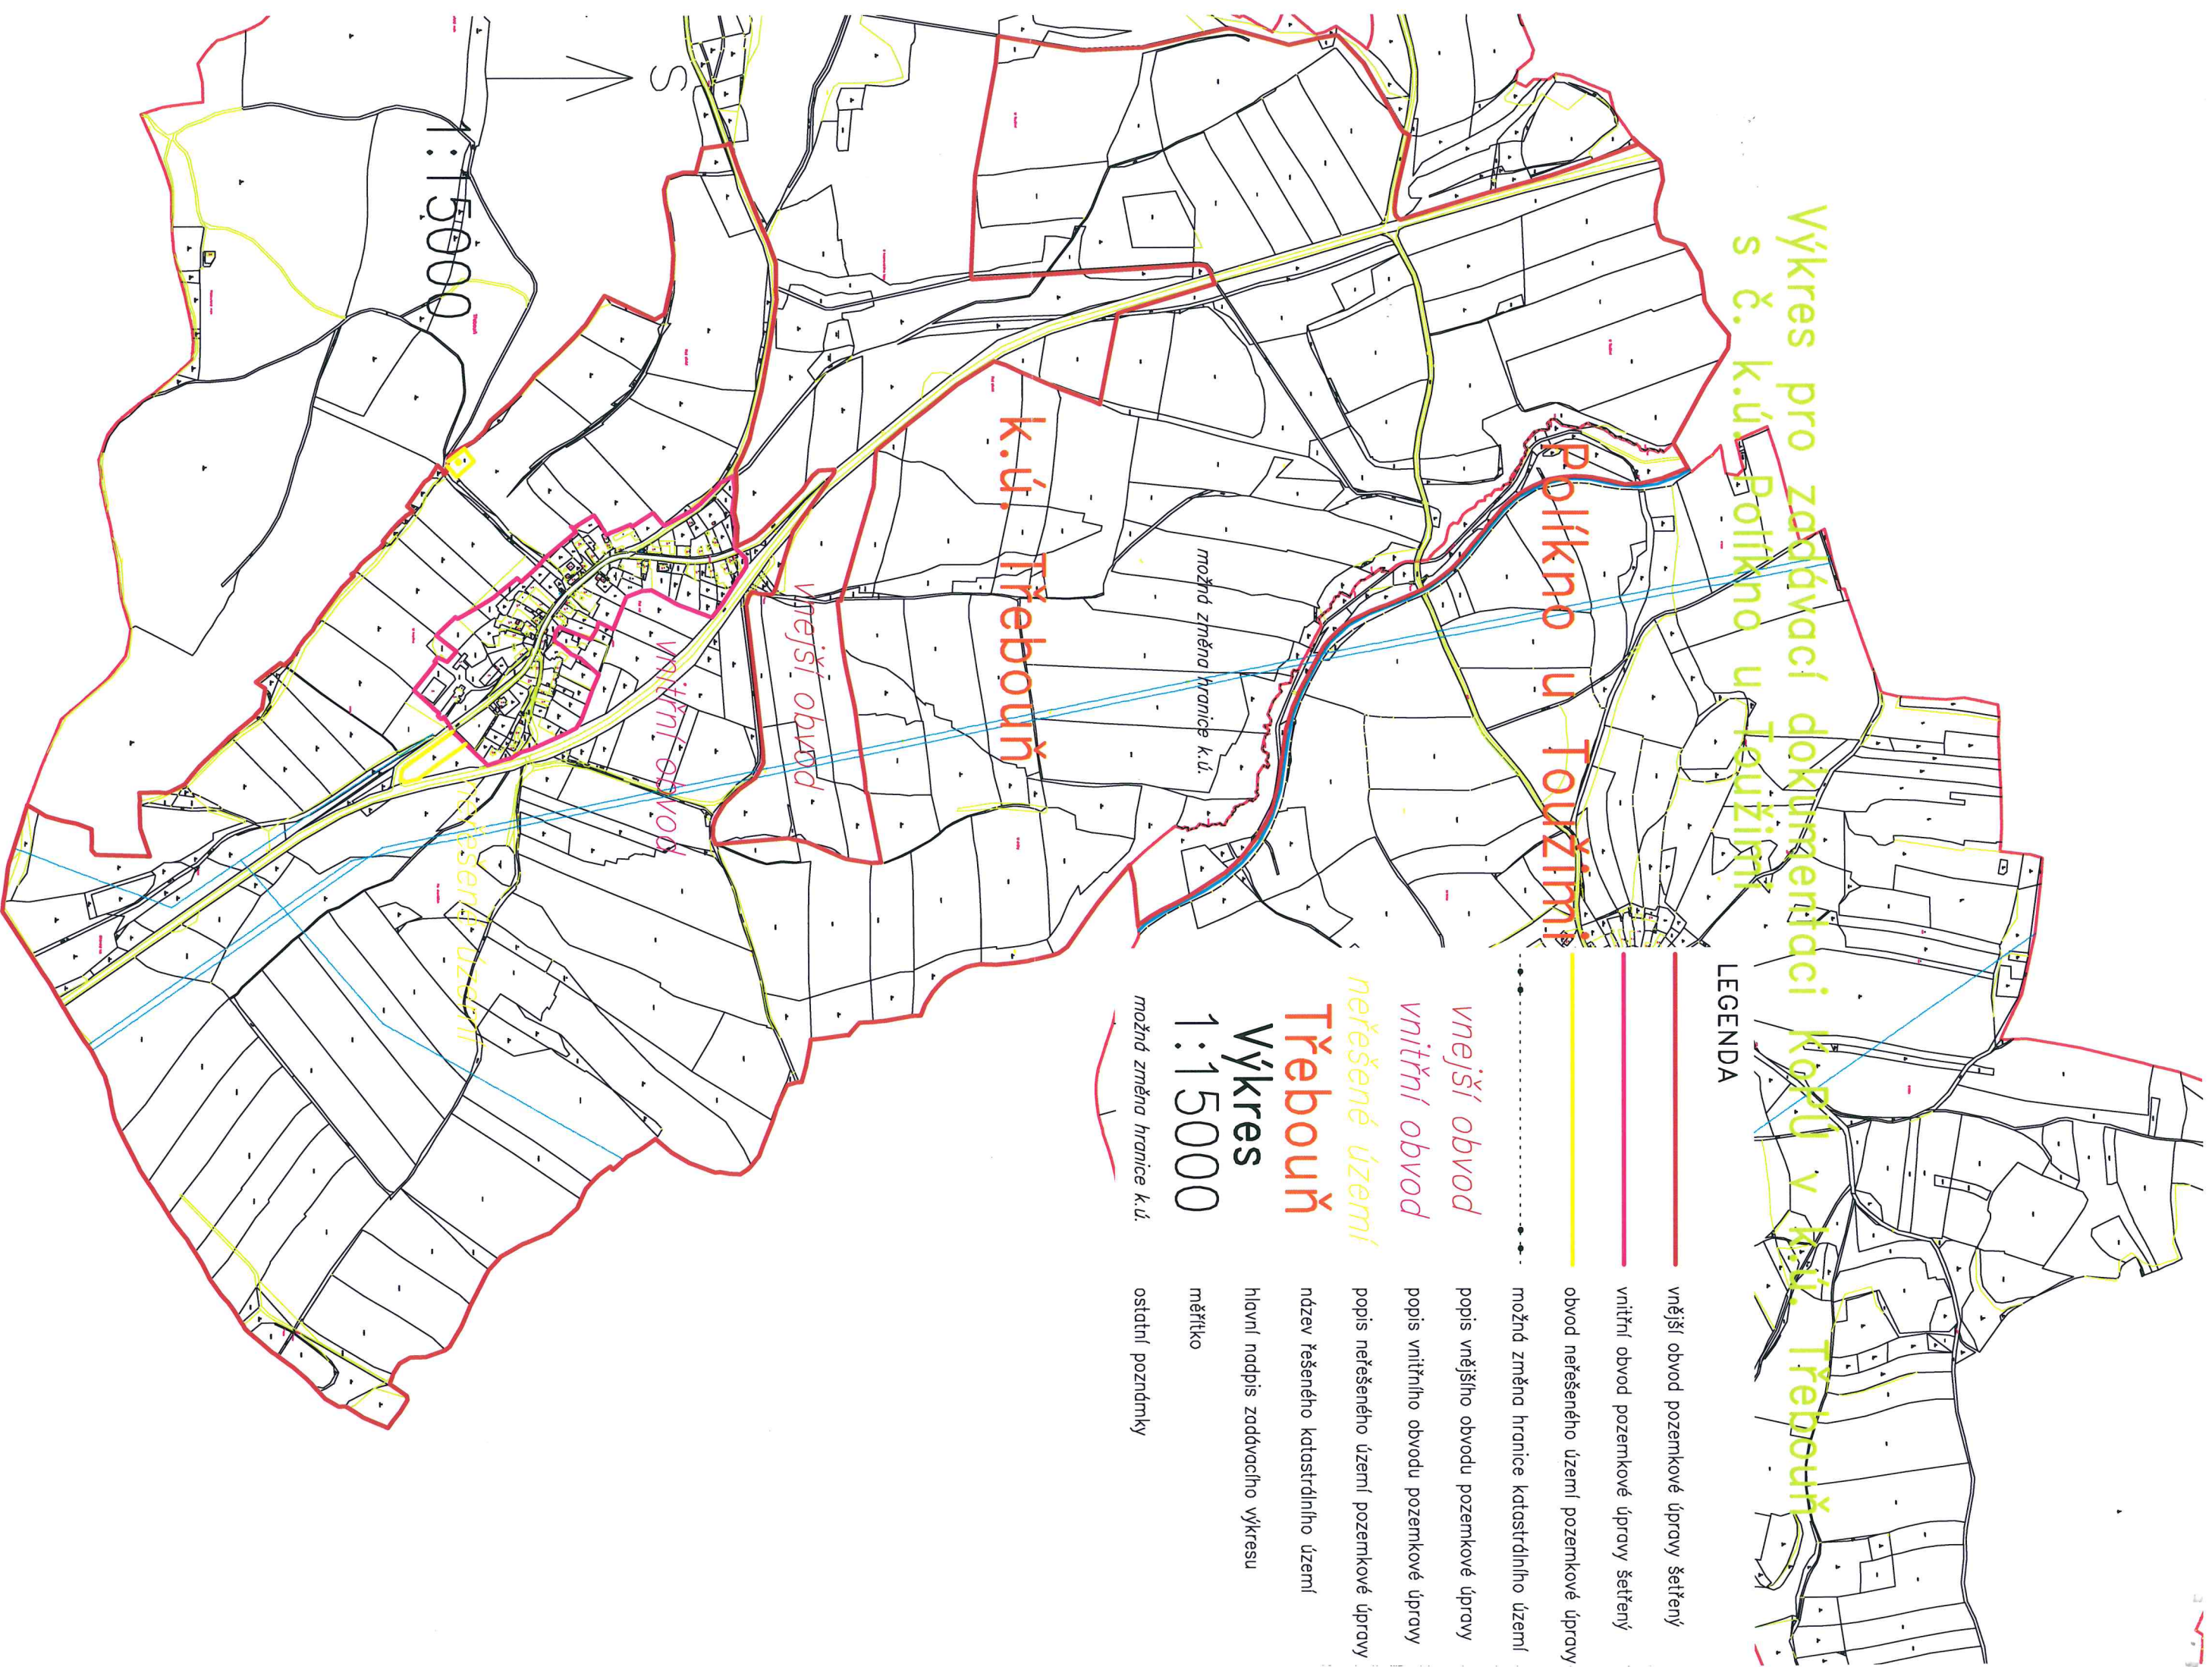 Výkres pro zadávací dokumentaci KoPÚ v k.ú. Třebouň
s č. k.ú. Políkno u Toužimi
S
1:15000
k.ú. Třebouň
Políkno u Toužimi
možná změna hranice k.ú.
vnejší obvod
vnitřní obvod
neřešené území
LEGENDA
vnější obvod pozemkové úpravy šetřený
vnitřní obvod pozemkové úpravy šetřený
obvod neřešeného území pozemkové úpravy
možná změna hranice katastrálního území
vnejší obvod popis vnějšího obvodu pozemkové úpravy
vnitřní obvod popis vnitřního obvodu pozemkové úpravy
neřešené území popis neřešeného území pozemkové úpravy
Třebouň název řešeného katastrálního území
Výkres hlavní nadpis zadávacího výkresu
1:15000 měřítko
možná změna hranice k.ú. ostatní poznámky